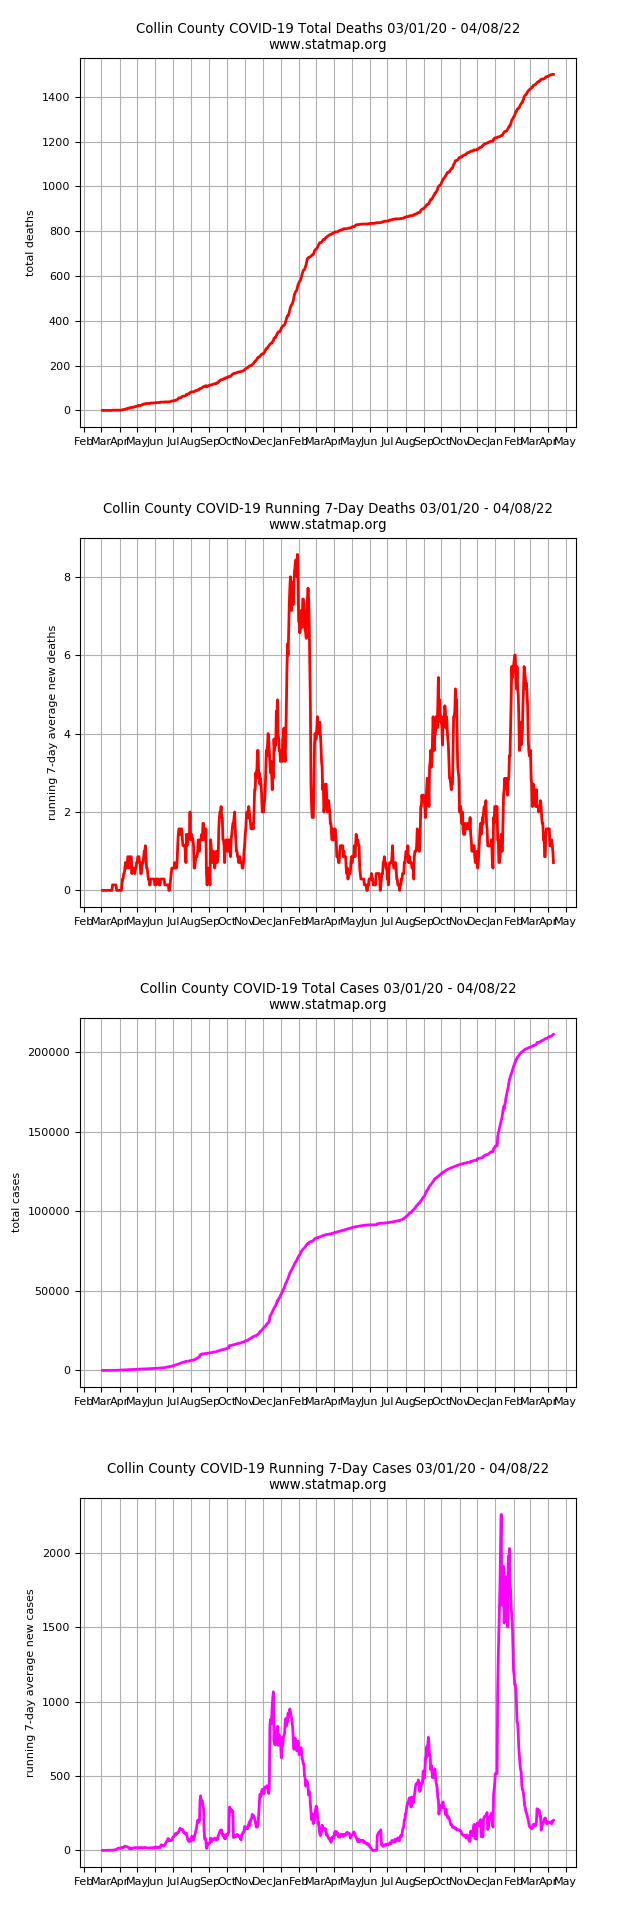 Collin County COVID-19 Total Deaths 03/01/20 - 04/08/22
www.statmap.org
1400
1200
1000
800
600
400
200
0
total deaths
Feb Mar Apr May Jun Jul Aug Sep Oct Nov Dec Jan Feb Mar Apr May Jun Jul Aug Sep Oct Nov Dec Jan Feb Mar Apr May
Collin County COVID-19 Running 7-Day Deaths 03/01/20 - 04/08/22
www.statmap.org
8
6
4
2
0
running 7-day average new deaths
Feb Mar Apr May Jun Jul Aug Sep Oct Nov Dec Jan Feb Mar Apr May Jun Jul Aug Sep Oct Nov Dec Jan Feb Mar Apr May
Collin County COVID-19 Total Cases 03/01/20 - 04/08/22
www.statmap.org
200000
150000
100000
50000
0
total cases
Feb Mar Apr May Jun Jul Aug Sep Oct Nov Dec Jan Feb Mar Apr May Jun Jul Aug Sep Oct Nov Dec Jan Feb Mar Apr May
Collin County COVID-19 Running 7-Day Cases 03/01/20 - 04/08/22
www.statmap.org
2000
1500
1000
500
0
running 7-day average new cases
Feb Mar Apr May Jun Jul Aug Sep Oct Nov Dec Jan Feb Mar Apr May Jun Jul Aug Sep Oct Nov Dec Jan Feb Mar Apr May